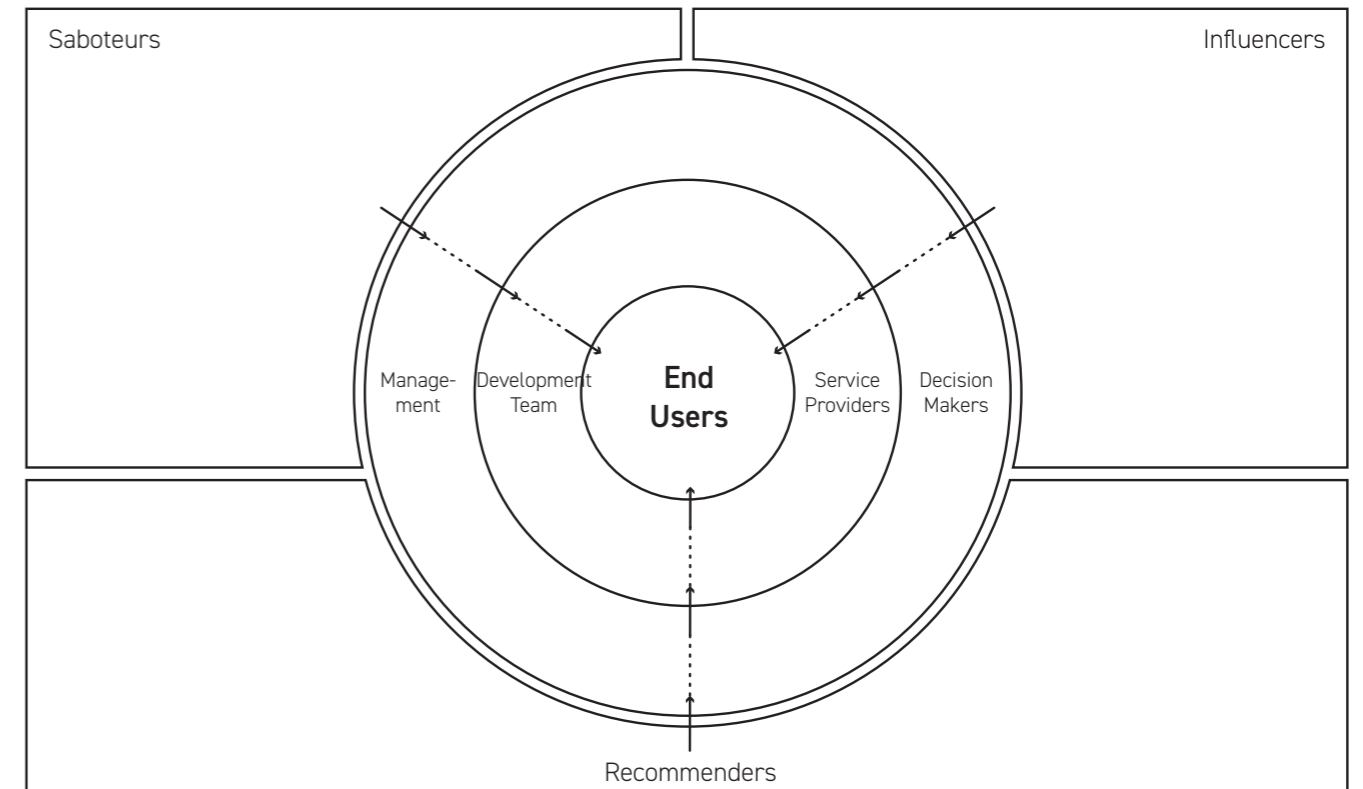 Saboteurs
Influencers
Manage-
ment
Development
Team
End
Users
Service
Providers
Decision
Makers
Recommenders